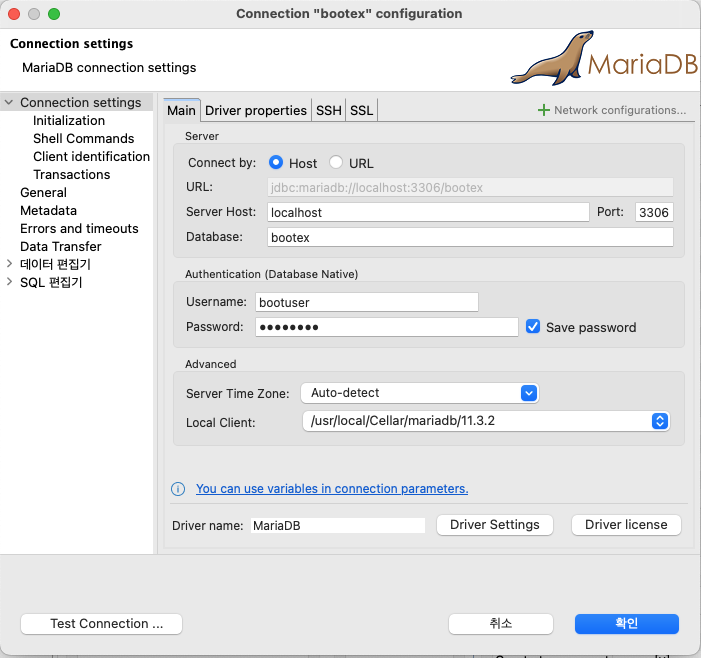 Connection "bootex" configuration
Connection settings
MariaDB connection settings
MariaDB
Connection settings
Initialization
Shell Commands
Client identification
Transactions
General
Metadata
Errors and timeouts
Data Transfer
데이터 편집기
SQL 편집기
Main Driver properties SSH SSL Network configurations...
Server
Connect by: Host URL
URL: jdbc:mariadb://localhost:3306/bootex
Server Host: localhost Port: 3306
Database: bootex
Authentication (Database Native)
Username: bootuser
Password: •••••••• Save password
Advanced
Server Time Zone: Auto-detect
Local Client: /usr/local/Cellar/mariadb/11.3.2
You can use variables in connection parameters.
Driver name: MariaDB Driver Settings Driver license
Test Connection ... 취소 확인